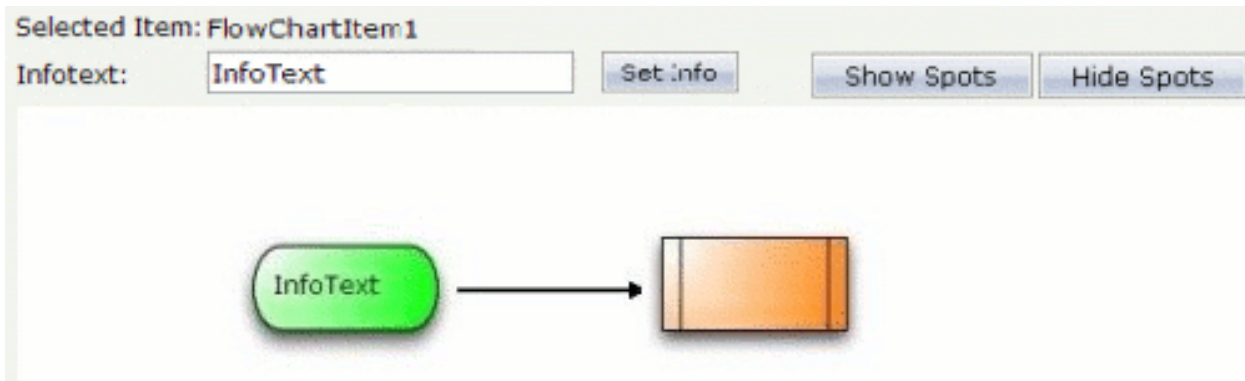 Selected Item: FlowChartItem1
Infotext: InfoText Set Info Show Spots Hide Spots
InfoText